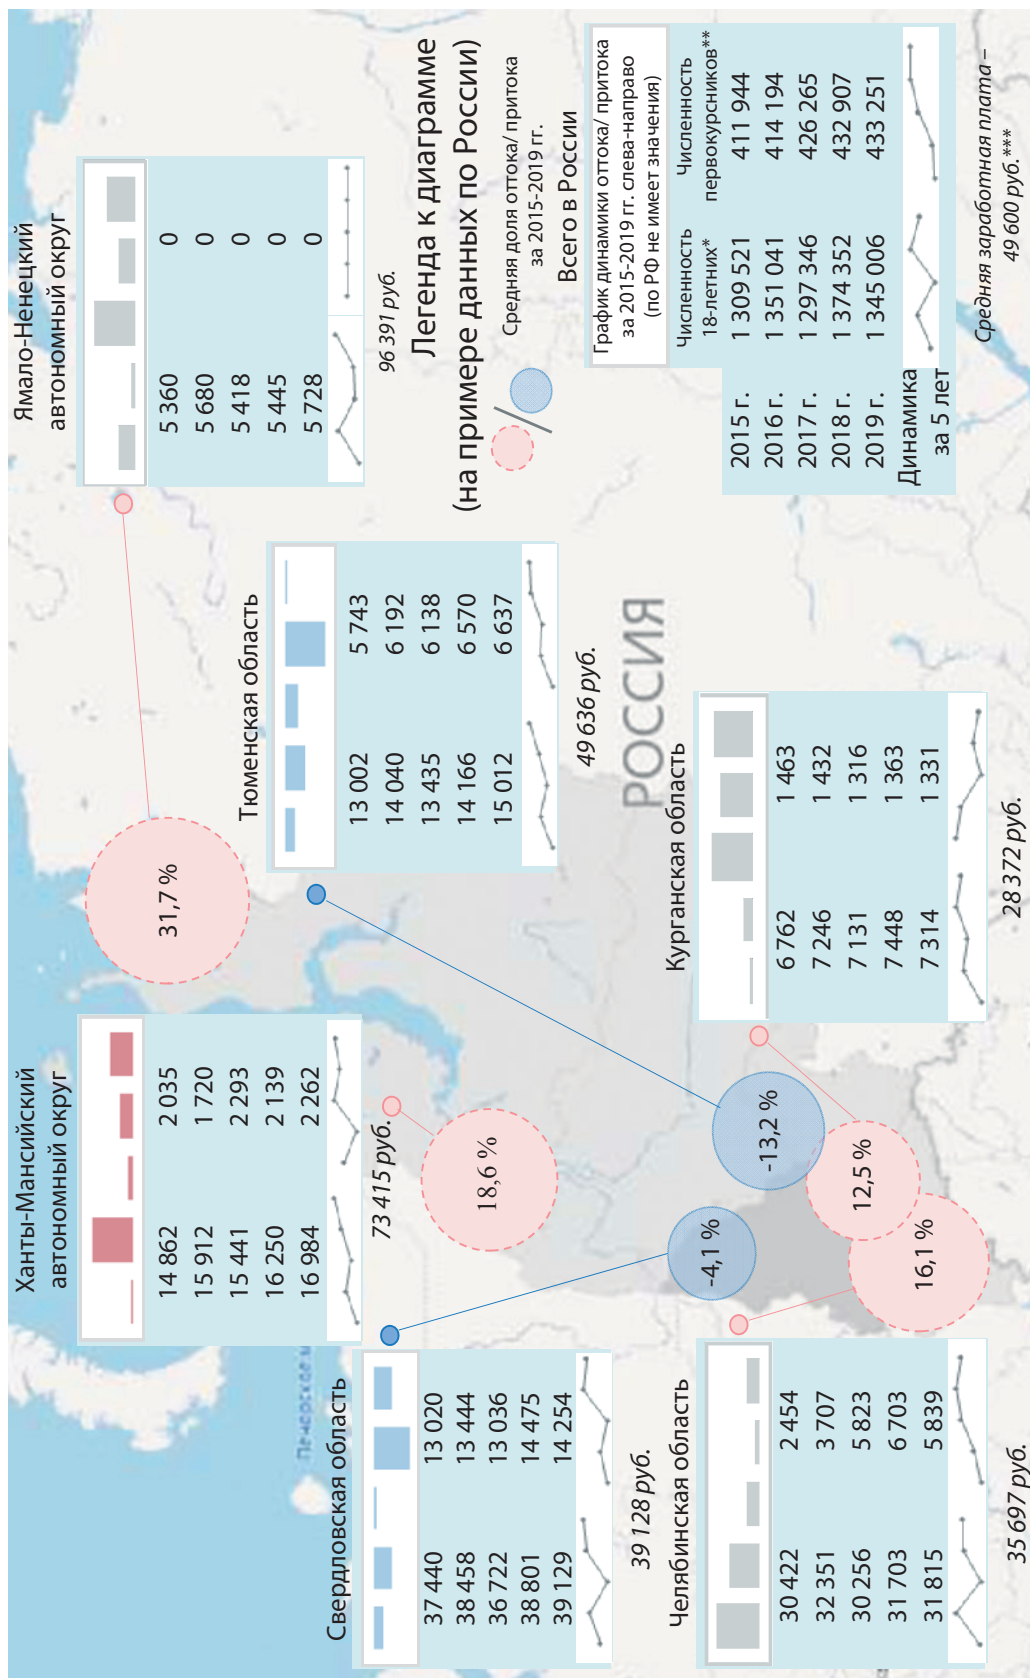 Ханты-Мансийский
автономный округ
14 862 2 035
15 912 1 720
15 441 2 293
16 250 2 139
16 984 2 262
73 415 руб.
Ямало-Ненецкий
автономный округ
5 360 0
5 680 0
5 418 0
5 445 0
5 728 0
96 391 руб.
31,7 %
18,6 %
Свердловская область
37 440 13 020
38 458 13 444
36 722 13 036
38 801 14 475
39 129 14 254
39 128 руб.
Тюменская область
13 002 5 743
14 040 6 192
13 435 6 138
14 166 6 570
15 012 6 637
49 636 руб.
Легенда к диаграмме
(на примере данных по России)
Средняя доля оттока/ притока
за 2015-2019 гг.
Всего в России
График динамики оттока/ притока
за 2015-2019 гг. слева-направо
(по РФ не имеет значения)
Численность
18-летних*
Численность
первокурсников**
2015 г. 1 309 521 411 944
2016 г. 1 351 041 414 194
2017 г. 1 297 346 426 265
2018 г. 1 374 352 432 907
2019 г. 1 345 006 433 251
Динамика
за 5 лет
Средняя заработная плата –
49 600 руб.***
РОССИЯ
-4,1 %
-13,2 %
12,5 %
16,1 %
Челябинская область
30 422 2 454
32 351 3 707
30 256 5 823
31 703 6 703
31 815 5 839
35 697 руб.
Курганская область
6 762 1 463
7 246 1 432
7 131 1 316
7 448 1 363
7 314 1 331
28 372 руб.